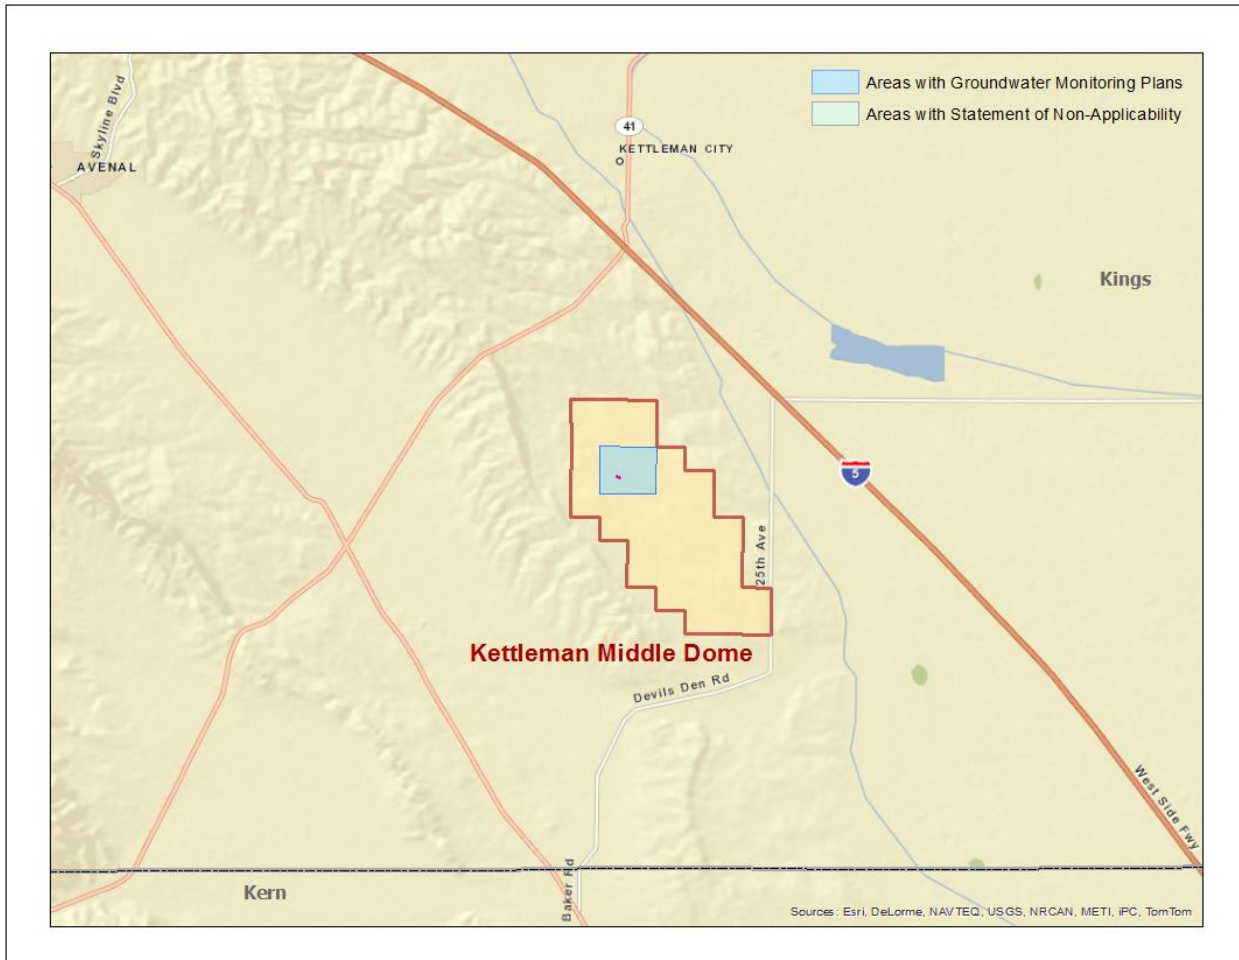 Areas with Groundwater Monitoring Plans
Areas with Statement of Non-Applicability
Skyline Blvd
AVENAL
41
KETTLEMAN CITY
Kings
5
25th Ave
Kettleman Middle Dome
Devils Den Rd
West Side Fwy
Baker Rd
Kern
Sources: Esri, DeLorme, NAVTEQ, USGS, NRCAN, METI, iPC, TomTom